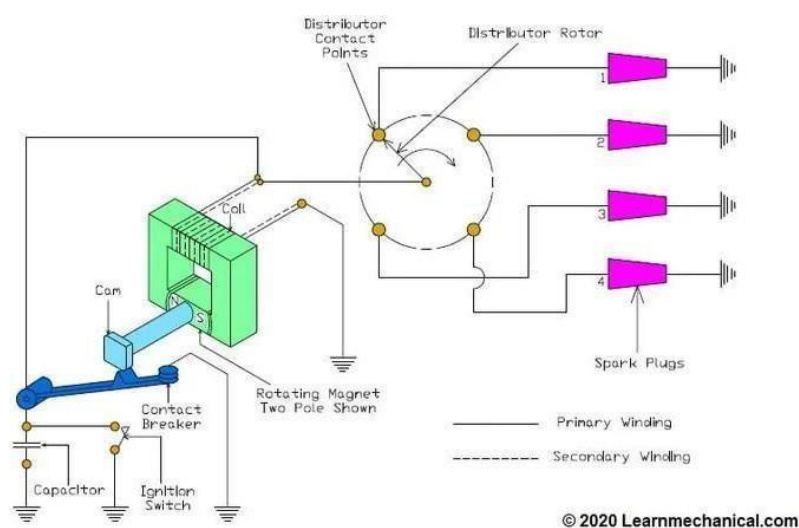 Distributor
Contact
Points
Distributor Rotor
1
2
3
4
Coil
Cam
N
S
Spark Plugs
Rotating Magnet
Two Pole Shown
Contact
Breaker
Capacitor
Ignition
Switch
Primary Winding
Secondary Winding
© 2020 Learnmechanical.com